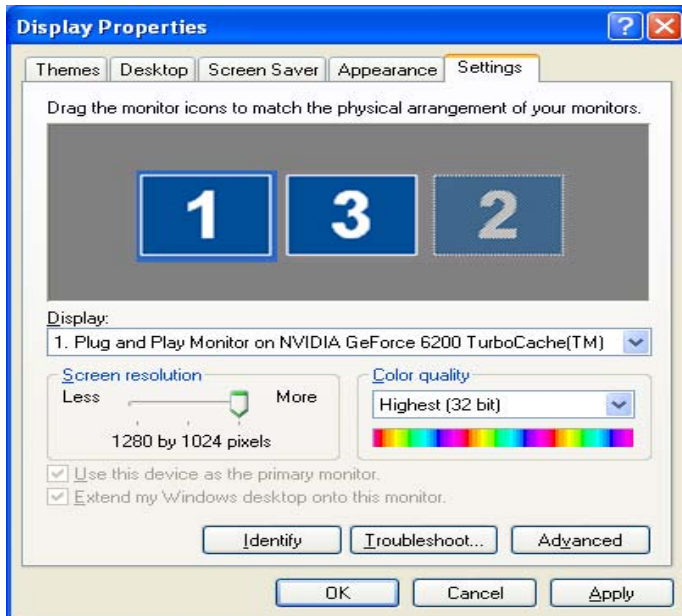 Display Properties
Themes Desktop Screen Saver Appearance Settings
Drag the monitor icons to match the physical arrangement of your monitors.
1 3 2
Display:
1. Plug and Play Monitor on NVIDIA GeForce 6200 TurboCache(TM)
Screen resolution
Less More
1280 by 1024 pixels
Color quality
Highest (32 bit)
Use this device as the primary monitor.
Extend my Windows desktop onto this monitor.
Identify Troubleshoot... Advanced
OK Cancel Apply